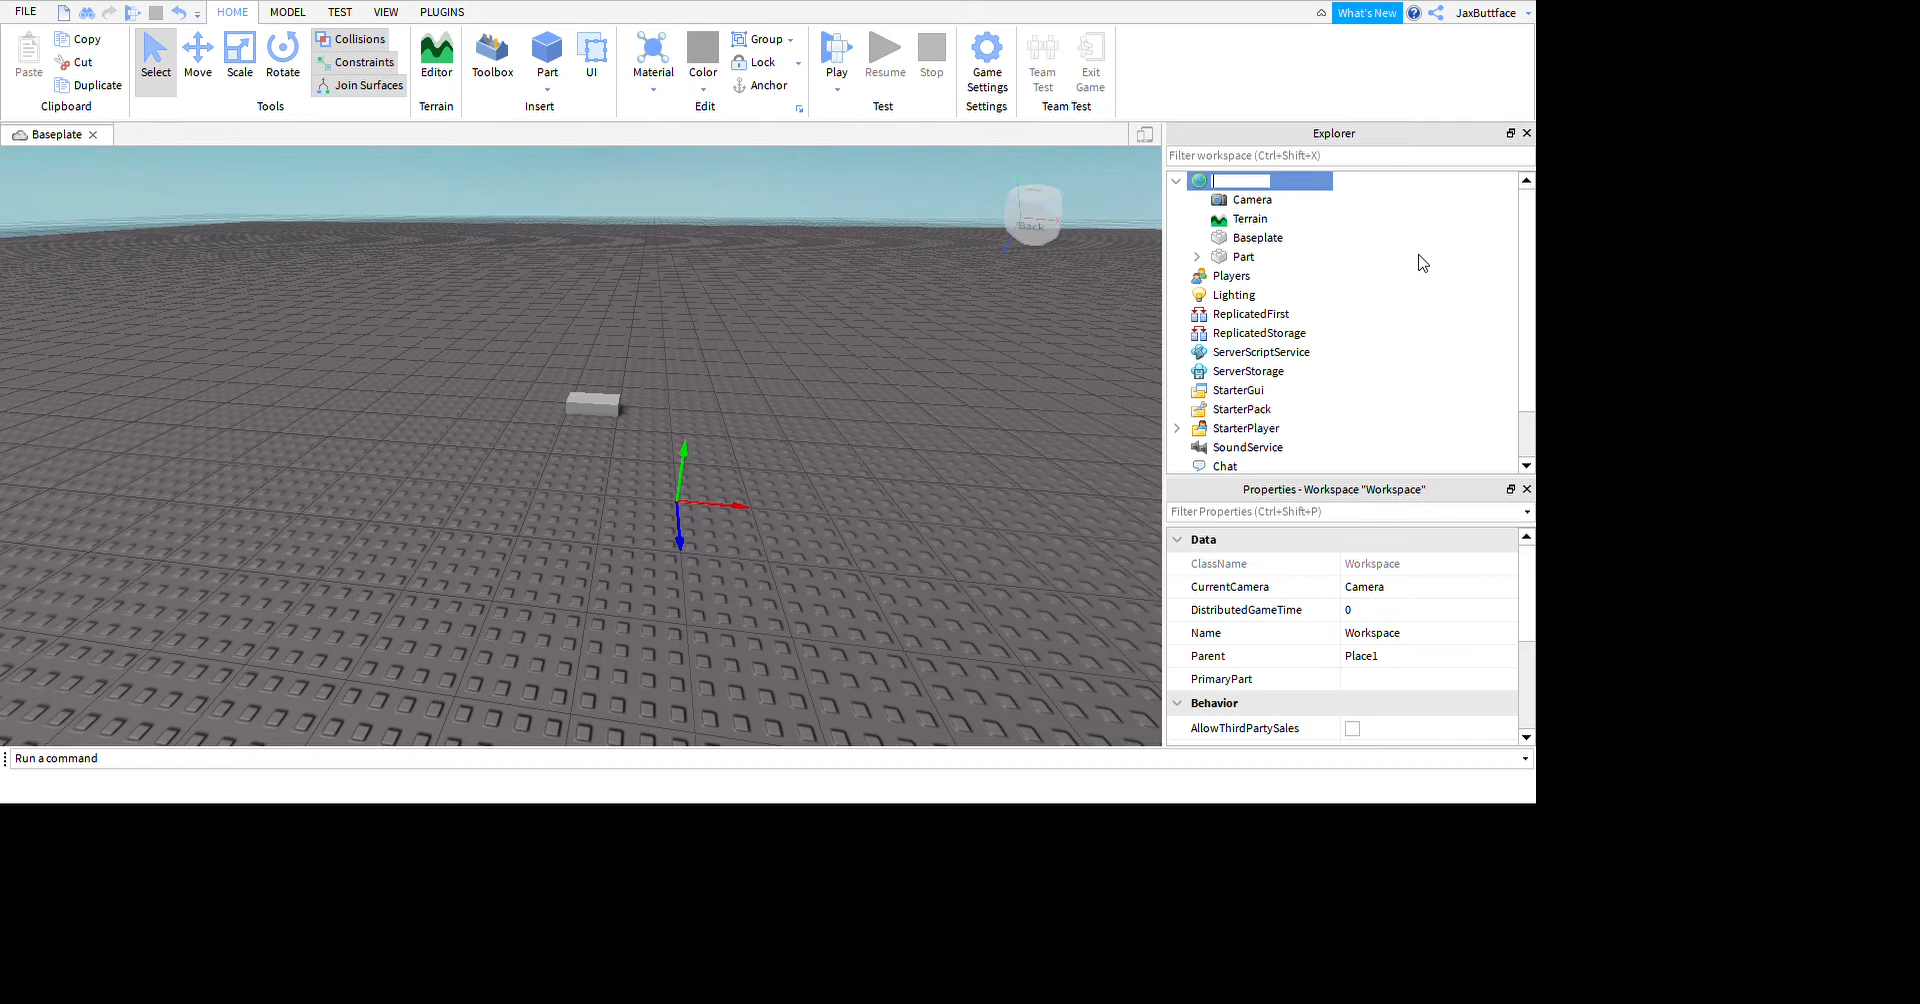 FILE HOME MODEL TEST VIEW PLUGINS What's New JaxButtface
Paste Copy Cut Duplicate
Clipboard
Select Move Scale Rotate Collisions Constraints Join Surfaces
Tools
Editor
Terrain
Toolbox Part UI
Insert
Material Color Group Lock Anchor
Edit
Play Resume Stop
Test
Game Settings
Settings
Team Test Exit Game
Team Test
Baseplate
Back
X
Explorer
Filter workspace (Ctrl+Shift+X)
Camera
Terrain
Baseplate
Part
Players
Lighting
ReplicatedFirst
ReplicatedStorage
ServerScriptService
ServerStorage
StarterGui
StarterPack
StarterPlayer
SoundService
Chat
Properties - Workspace "Workspace"
Filter Properties (Ctrl+Shift+P)
Data
ClassName Workspace
CurrentCamera Camera
DistributedGameTime 0
Name Workspace
Parent Place1
PrimaryPart
Behavior
AllowThirdPartySales
Run a command